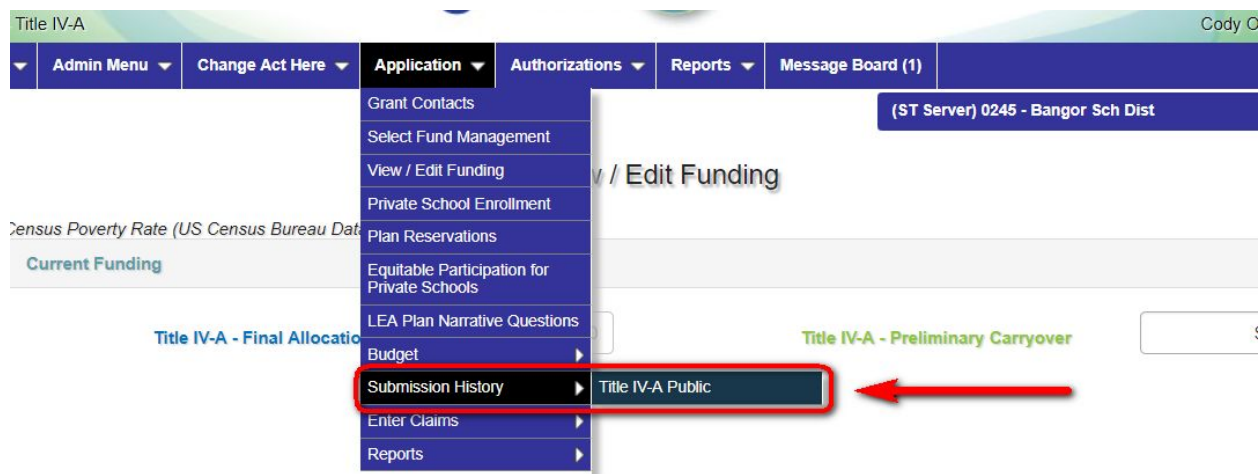 Title IV-A
Cody
Admin Menu Change Act Here Application Authorizations Reports Message Board (1)
Grant Contacts
(ST Server) 0245 - Bangor Sch Dist
Select Fund Management
View / Edit Funding
/ Edit Funding
Private School Enrollment
Census Poverty Rate (US Census Bureau
Plan Reservations
Current Funding
Equitable Participation for
Private Schools
LEA Plan Narrative Questions
Title IV-A - Final
Title IV-A - Preliminary Carryover
Budget
Submission History
Title IV-A Public
Enter Claims
Reports